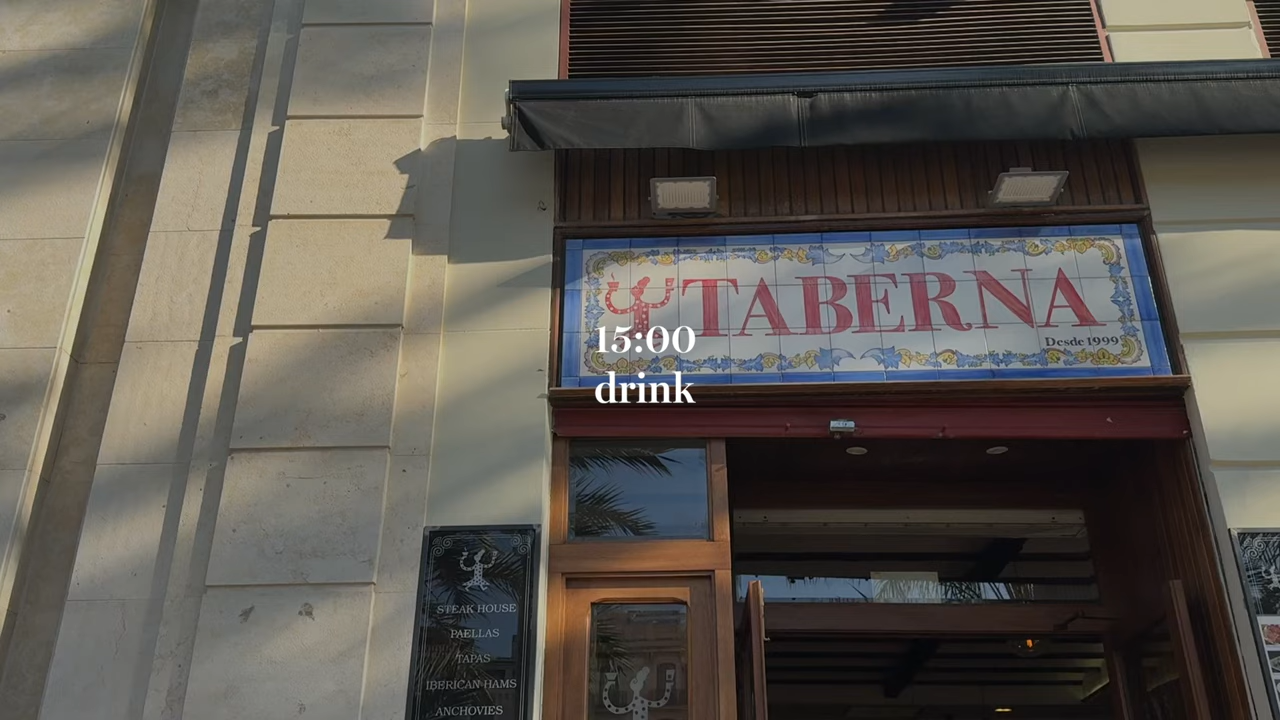 TABERNA
Desde 1999
15:00
drink
STEAK HOUSE
PAELLAS
TAPAS
IBERICAN HAMS
ANCHOVIES